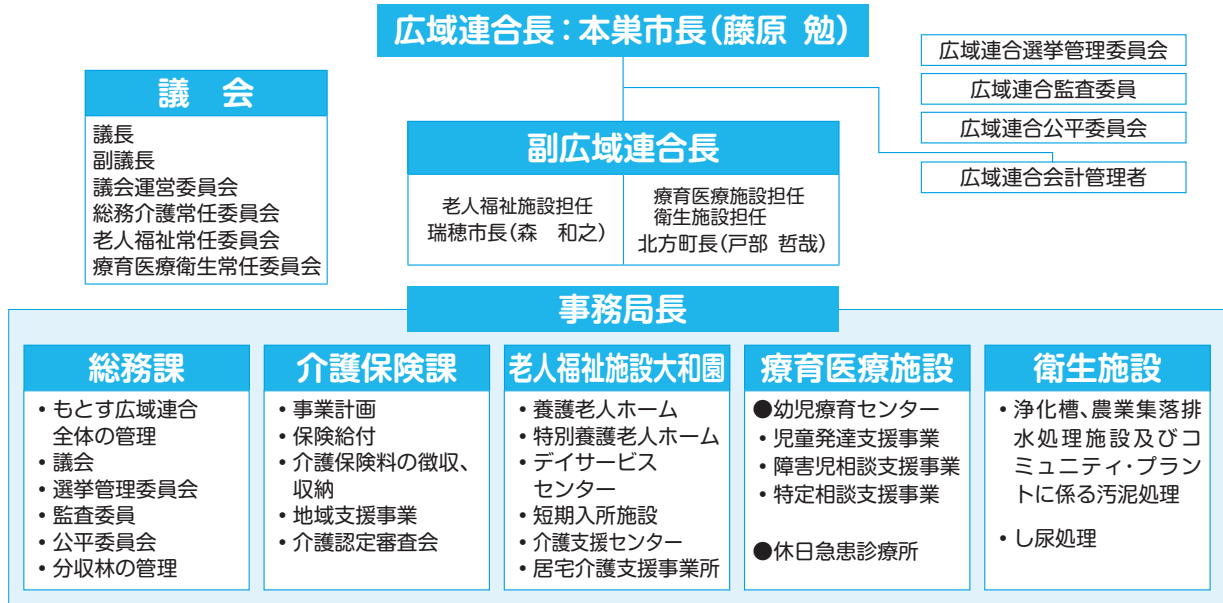 広域連合長：本巣市長（藤原 勉）
広域連合選挙管理委員会
広域連合監査委員
広域連合公平委員会
広域連合会計管理者
議 会
議長
副議長
議会運営委員会
総務介護常任委員会
老人福祉常任委員会
療育医療衛生常任委員会
副広域連合長
老人福祉施設担任
瑞穂市長（森 和之）
療育医療施設担任
衛生施設担任
北方町長（戸部 哲哉）
事務局長
総務課
・もとす広域連合
全体の管理
・議会
・選挙管理委員会
・監査委員
・公平委員会
・分収林の管理
介護保険課
・事業計画
・保険給付
・介護保険料の徴収、
収納
・地域支援事業
・介護認定審査会
老人福祉施設大和園
・養護老人ホーム
・特別養護老人ホーム
・デイサービス
センター
・短期入所施設
・介護支援センター
・居宅介護支援事業所
療育医療施設
●幼児療育センター
・児童発達支援事業
・障害児相談支援事業
・特定相談支援事業
●休日急患診療所
衛生施設
・浄化槽、農業集落排
水処理施設及びコ
ミュニティ・プラン
トに係る汚泥処理
・し尿処理